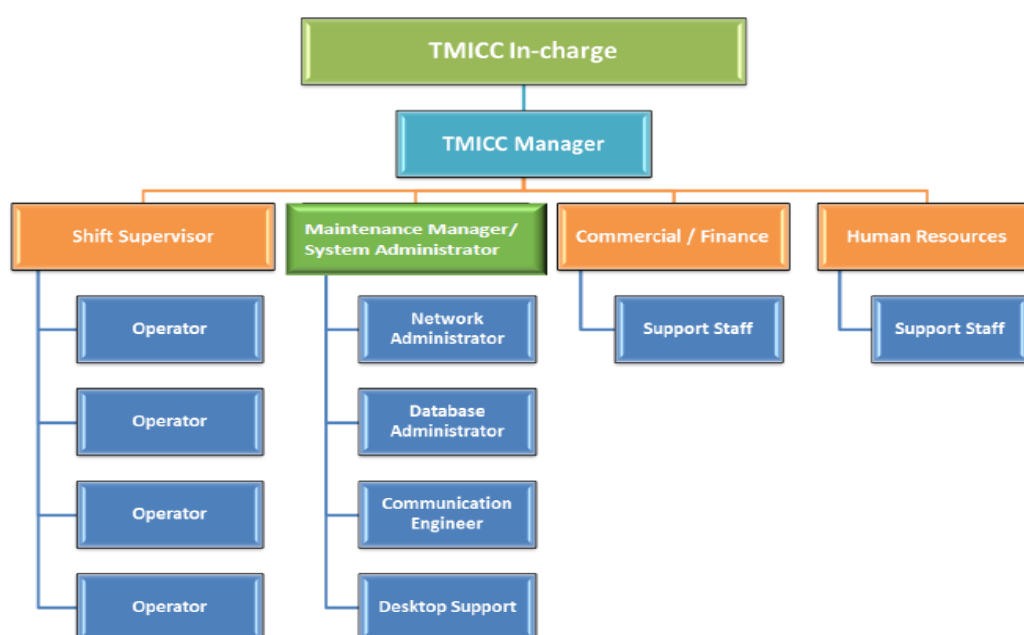 TMICC In-charge
TMICC Manager
Shift Supervisor
Maintenance Manager/
System Administrator
Commercial / Finance
Human Resources
Operator
Network
Administrator
Support Staff
Support Staff
Operator
Database
Administrator
Operator
Communication
Engineer
Operator
Desktop Support